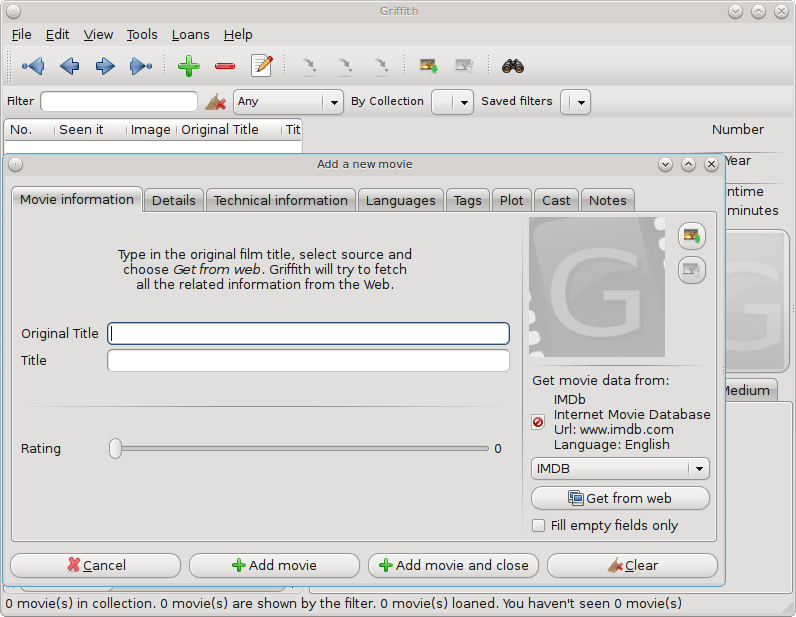 Griffith
File Edit View Tools Loans Help
Filter Any By Collection Saved filters
No. Seen it Image Original Title Tit Number
Add a new movie
Year
Movie information Details Technical information Languages Tags Plot Cast Notes
ntime
minutes
Type in the original film title, select source and
choose Get from web. Griffith will try to fetch
all the related information from the Web.
G
G
Original Title
Title
Get movie data from:
IMDb
Internet Movie Database
Url: www.imdb.com
Language: English
Medium
Rating 0
IMDB
Get from web
Fill empty fields only
Cancel Add movie Add movie and close Clear
0 movie(s) in collection. 0 movie(s) are shown by the filter. 0 movie(s) loaned. You haven't seen 0 movie(s)